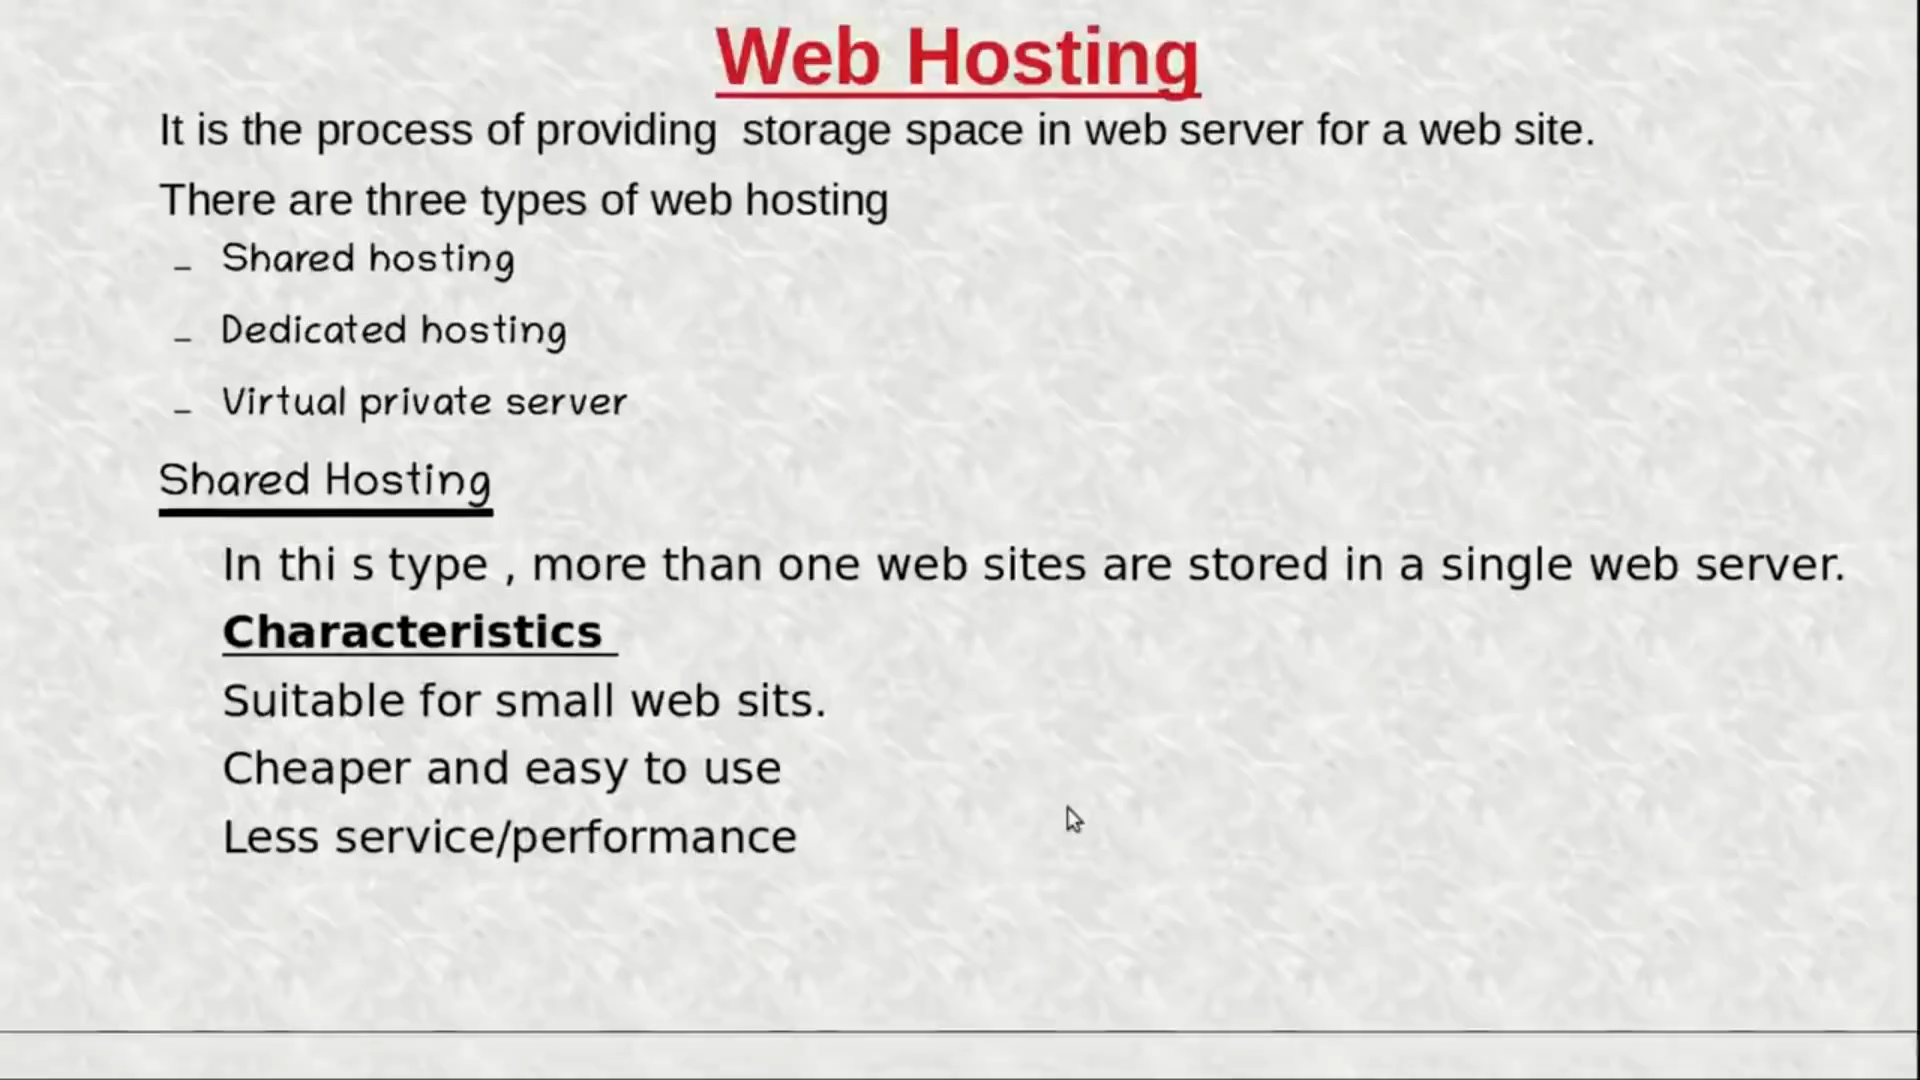 Web Hosting
It is the process of providing  storage space in web server for a web site.
There are three types of web hosting
– Shared hosting
– Dedicated hosting
– Virtual private server
Shared Hosting
In thi s type , more than one web sites are stored in a single web server.
Characteristics
Suitable for small web sits.
Cheaper and easy to use
Less service/performance